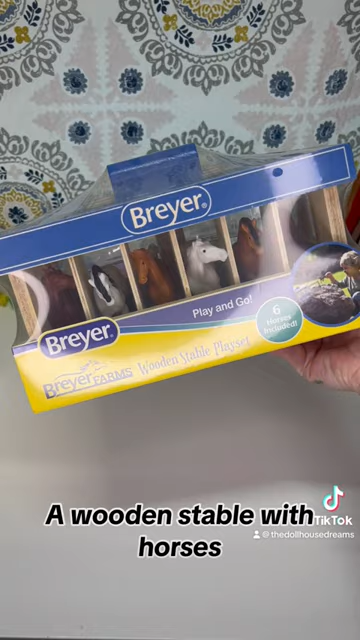 Breyer®
Play and Go!
6
Horses
Included!
Breyer®
Breyer FARMS Wooden Stable Playset
A wooden stable with
horses
TikTok
@ thedollhousedreams